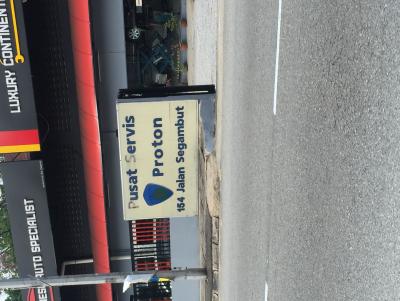 LUXURY CONTINENT
AUTO SPECIALIST
Pusat Servis
Proton
154 Jalan Segambut